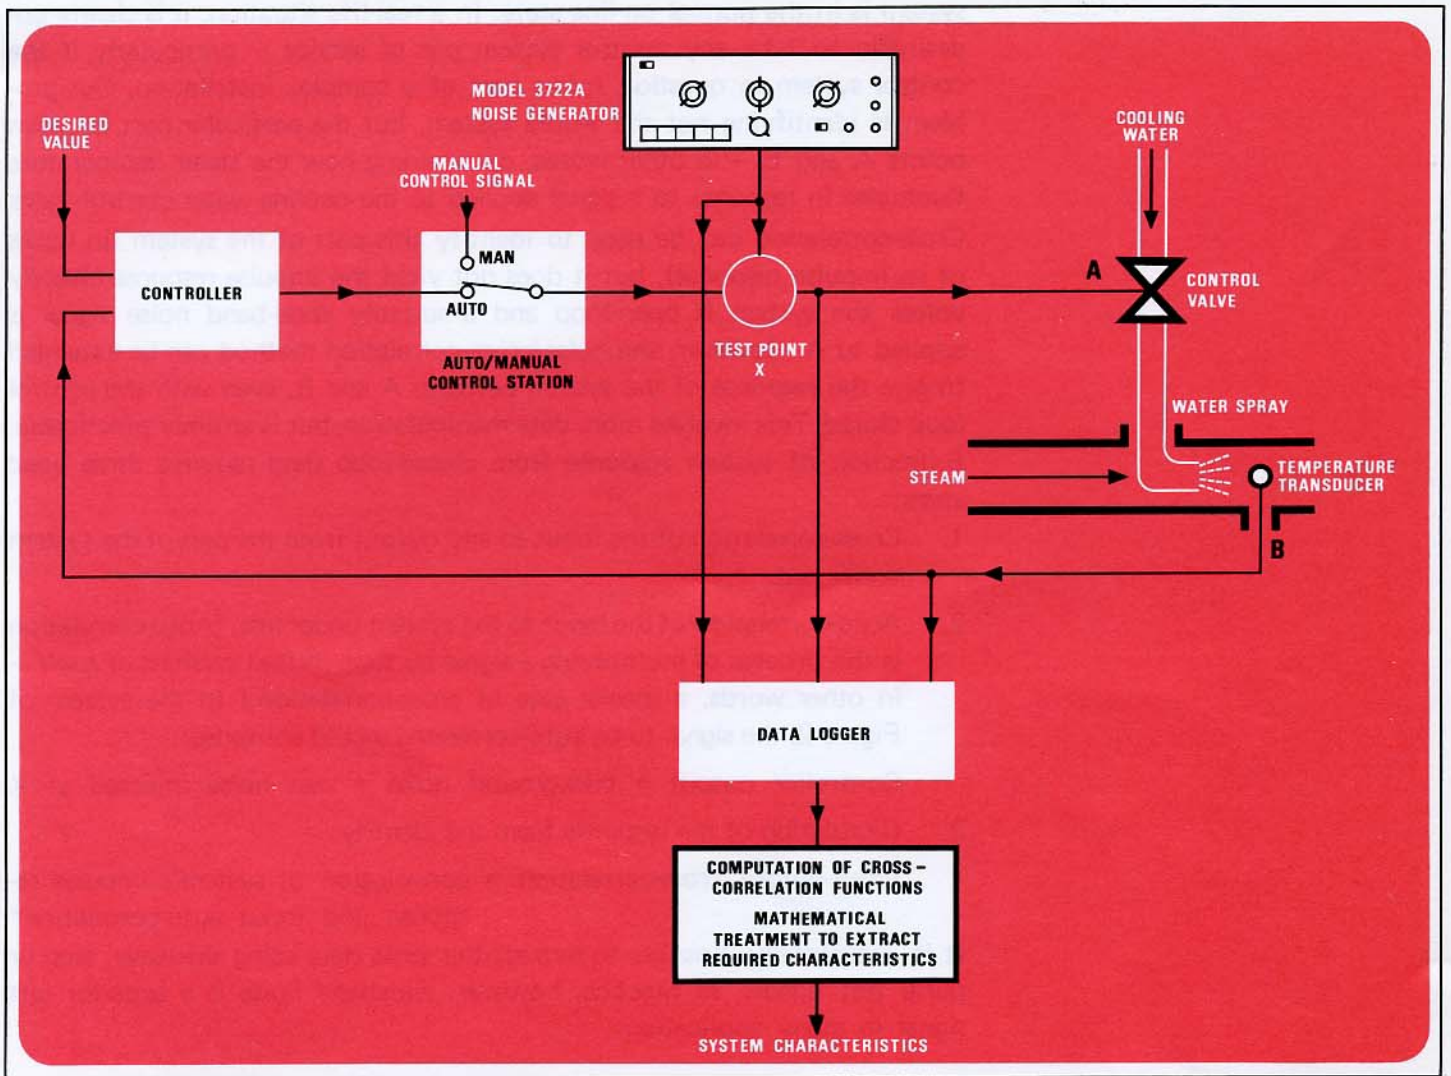 MODEL 3722A
NOISE GENERATOR
DESIRED
VALUE
MANUAL
CONTROL SIGNAL
COOLING
WATER
MAN
AUTO
CONTROLLER
AUTO/MANUAL
CONTROL STATION
TEST POINT
X
A
CONTROL
VALVE
WATER SPRAY
STEAM
TEMPERATURE
TRANSDUCER
B
DATA LOGGER
COMPUTATION OF CROSS-
CORRELATION FUNCTIONS
MATHEMATICAL
TREATMENT TO EXTRACT
REQUIRED CHARACTERISTICS
SYSTEM CHARACTERISTICS